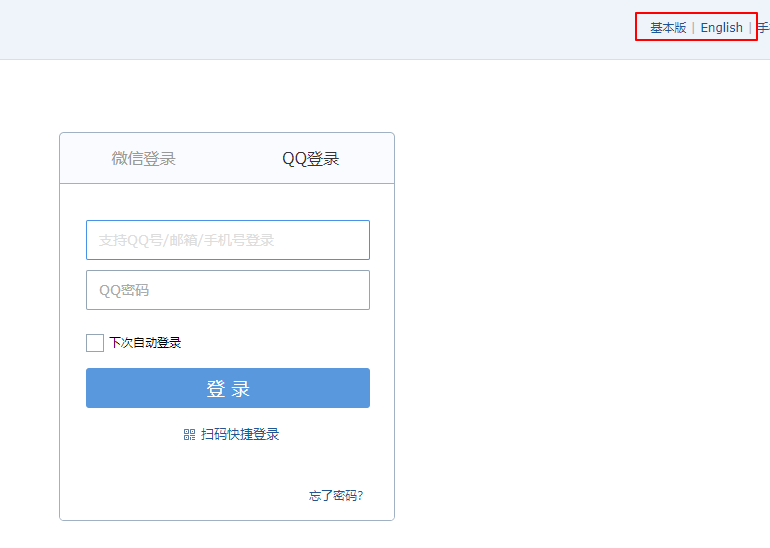 基本版 | English | 手
微信登录 QQ登录
支持QQ号/邮箱/手机号登录
QQ密码
下次自动登录
登 录
扫码快捷登录
忘了密码?